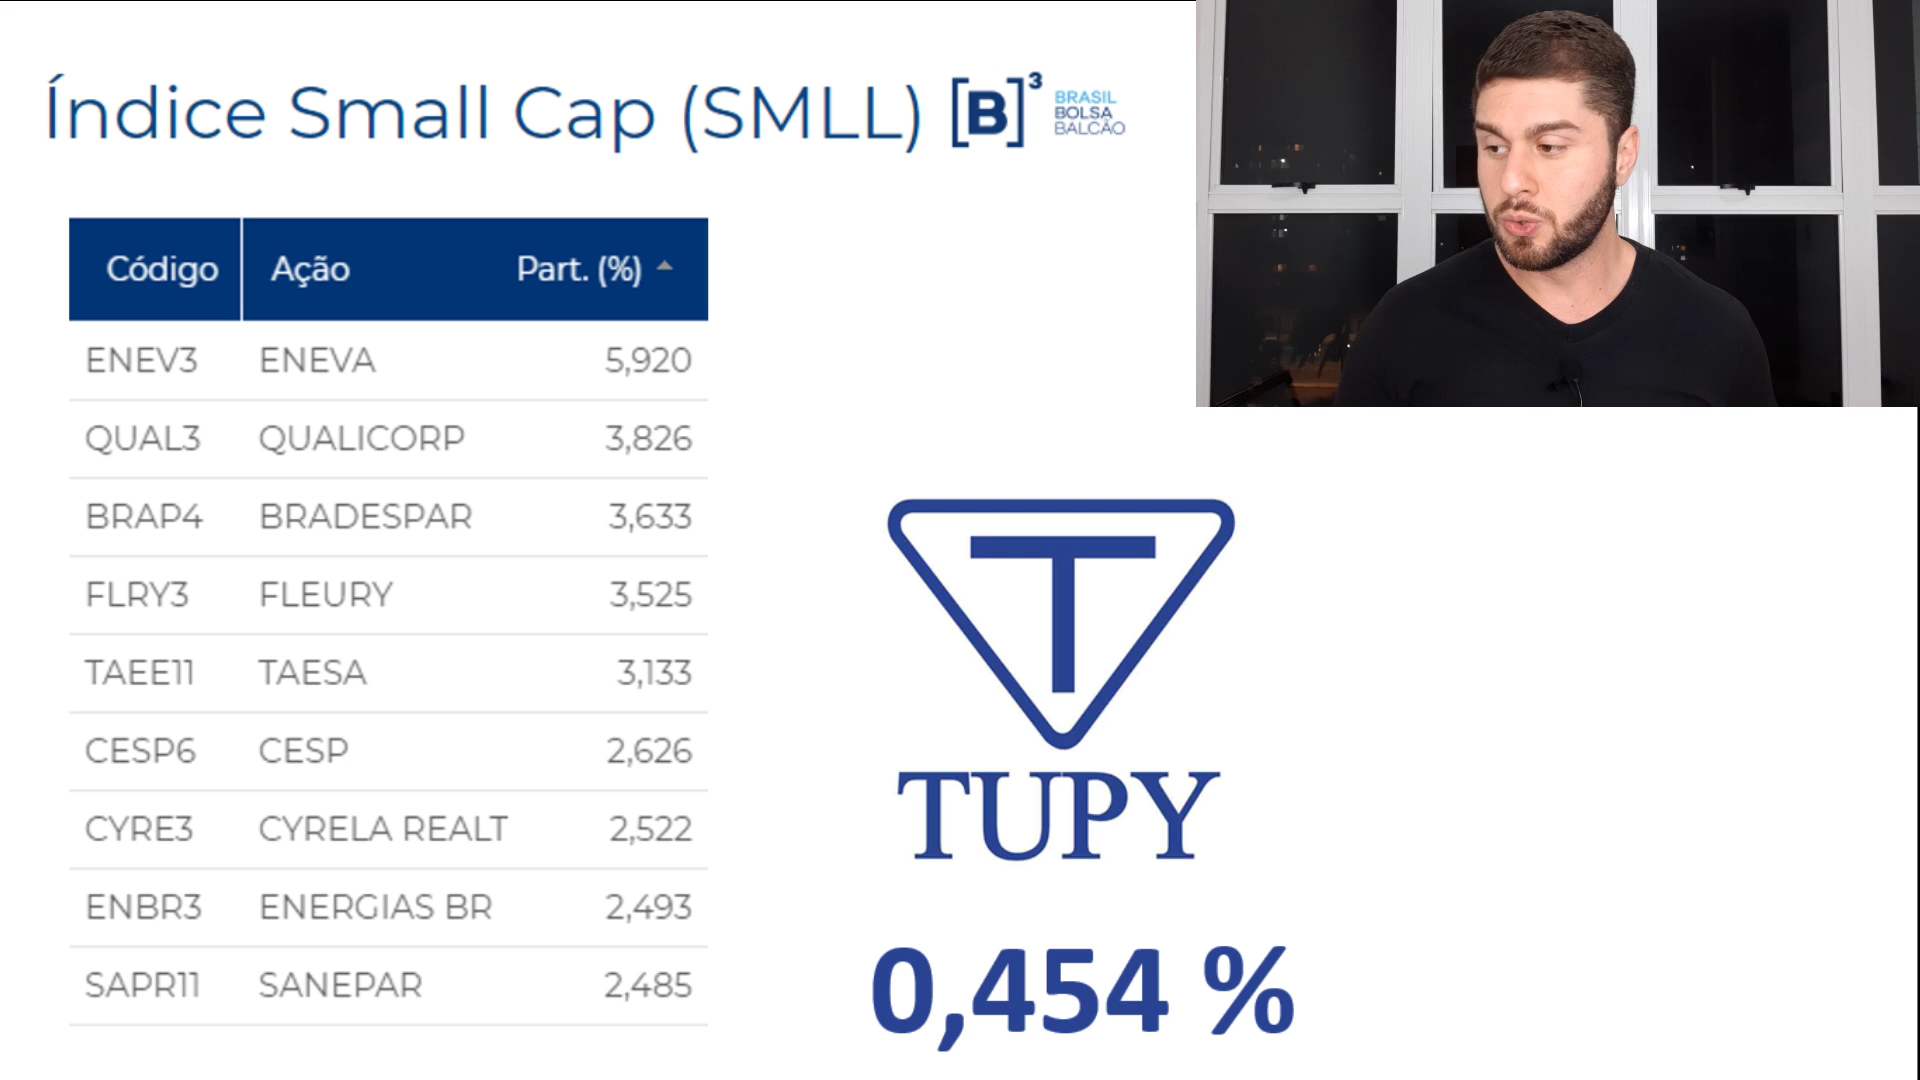 Índice Small Cap (SMLL) [B]³ BRASIL
BOLSA
BALCÃO
Código Ação Part. (%)
ENEV3 ENEVA 5,920
QUAL3 QUALICORP 3,826
BRAP4 BRADESPAR 3,633
FLRY3 FLEURY 3,525
TAEE11 TAESA 3,133
CESP6 CESP 2,626
CYRE3 CYRELA REALT 2,522
ENBR3 ENERGIAS BR 2,493
SAPR11 SANEPAR 2,485
T
TUPY
0,454 %